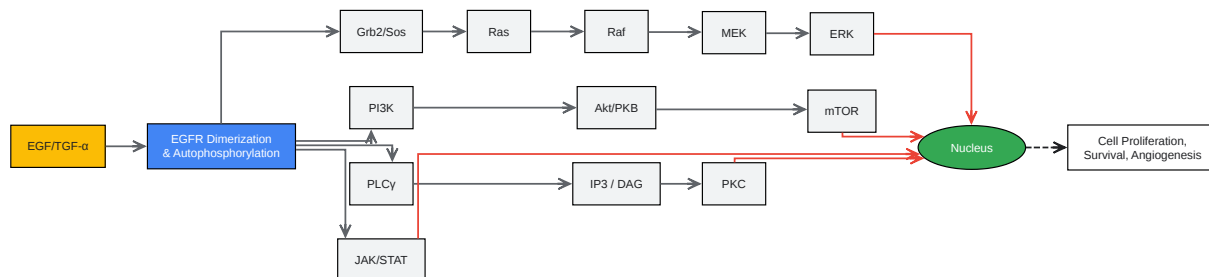 Grb2/Sos
Ras
Raf
MEK
ERK
PI3K
Akt/PKB
mTOR
EGF/TGF-α
EGFR Dimerization
& Autophosphorylation
Nucleus
Cell Proliferation,
Survival, Angiogenesis
PLCγ
IP3 / DAG
PKC
JAK/STAT